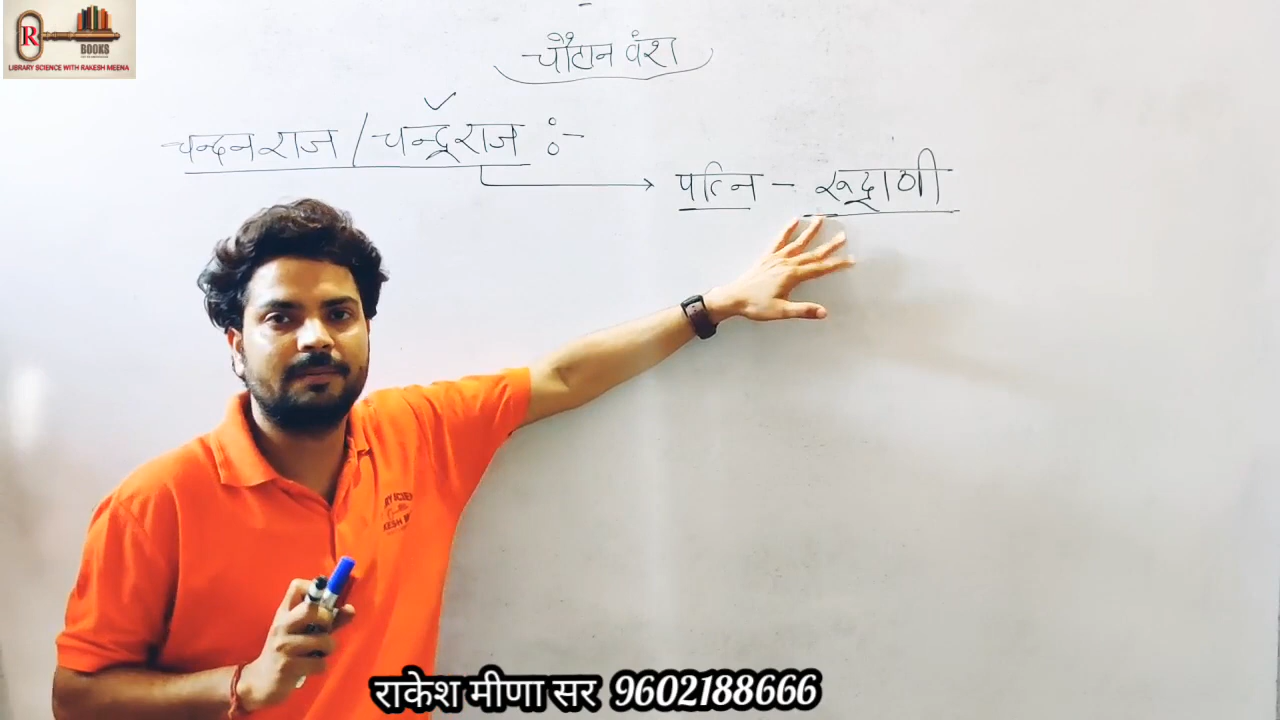 R
BOOKS
LIBRARY SCIENCE WITH RAKESH MEENA
चौहान वंश
चन्दनराज / चन्द्रराज :-
पत्नि - रूद्राणी
राकेश मीणा सर 9602188666